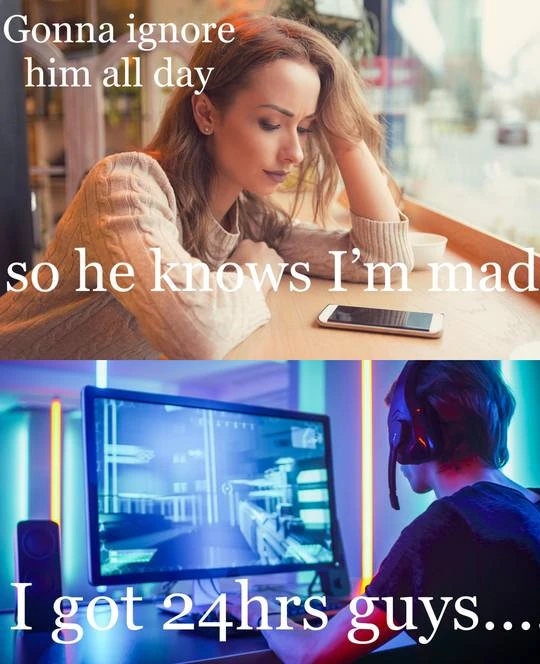 Gonna ignore
him all day
so he knows I'm mad
I got 24hrs guys....